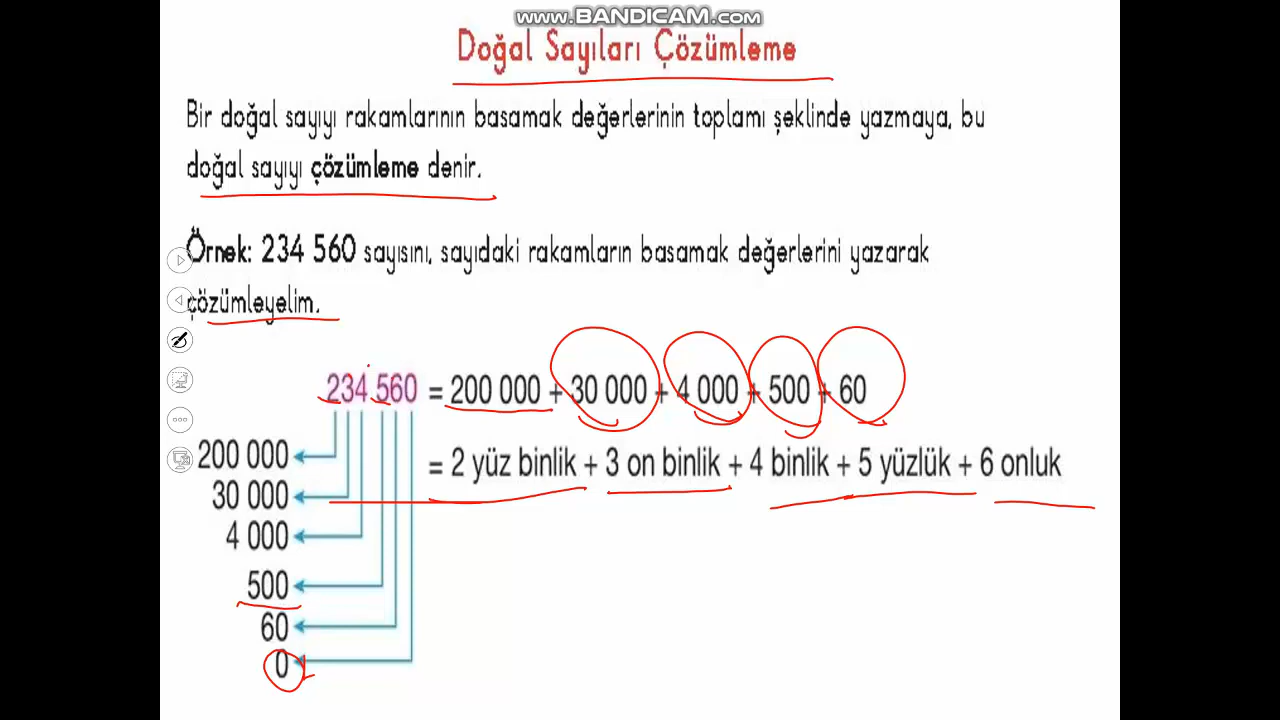 www.BANDICAM.com
Doğal Sayıları Çözümleme
Bir doğal sayıyı rakamlarının basamak değerlerinin toplamı şeklinde yazmaya, bu
doğal sayıyı çözümleme denir.
Örnek: 234 560 sayısını, sayıdaki rakamların basamak değerlerini yazarak
çözümleyelim.
234 560 = 200 000 + 30 000 + 4 000 + 500 + 60
= 2 yüz binlik + 3 on binlik + 4 binlik + 5 yüzlük + 6 onluk
200 000
30 000
4 000
500
60
0